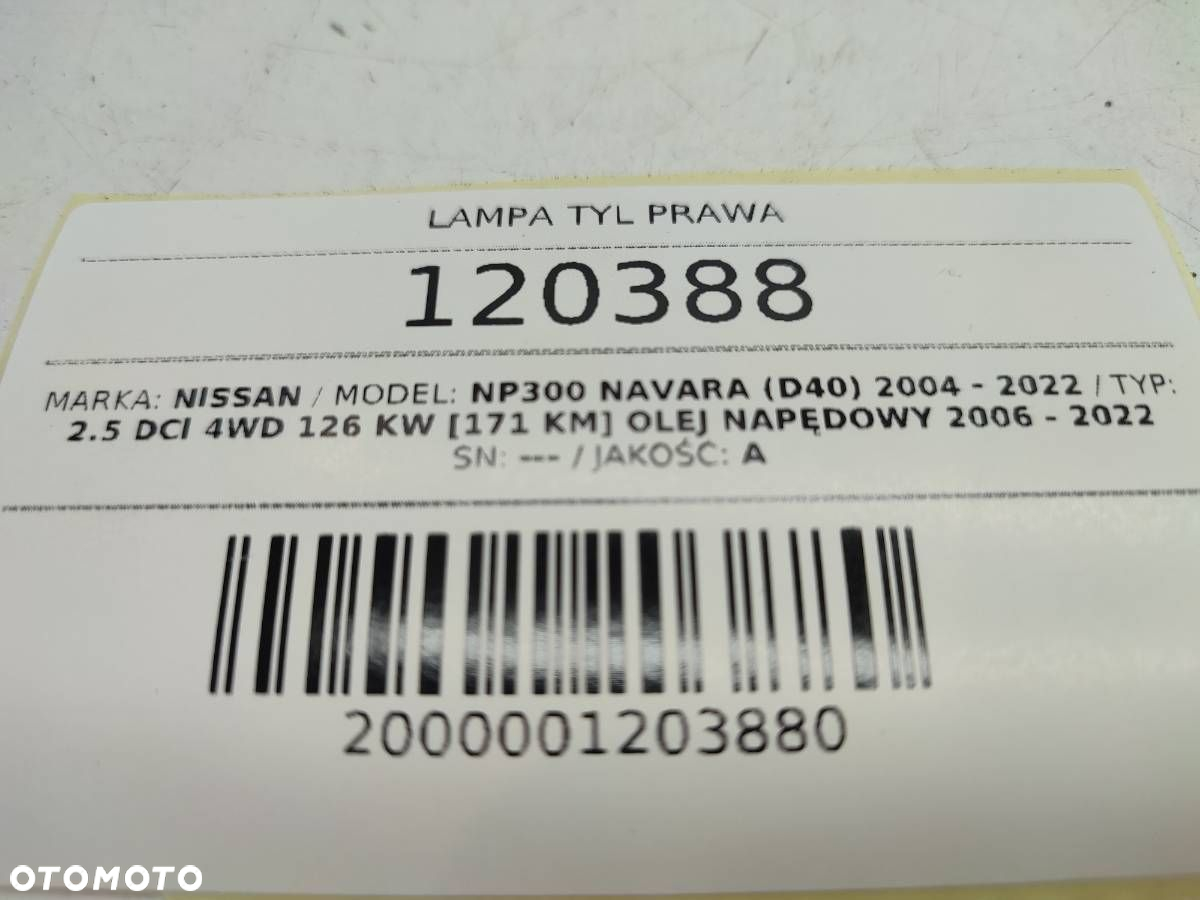 LAMPA TYL PRAWA
120388
MARKA: NISSAN / MODEL: NP300 NAVARA (D40) 2004 - 2022 / TYP:
2.5 DCI 4WD 126 KW [171 KM] OLEJ NAPĘDOWY 2006 - 2022
SN: --- / JAKOŚĆ: A
2000001203880
OTOMOTO